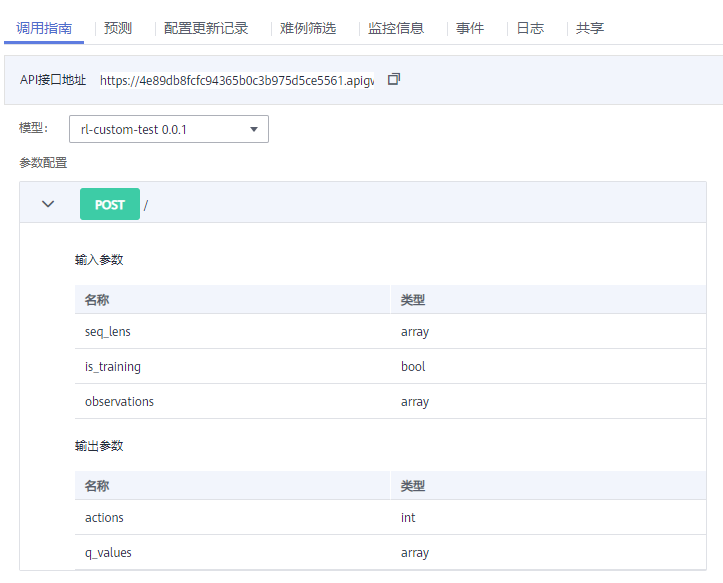 调用指南 预测 配置更新记录 难例筛选 监控信息 事件 日志 共享
API接口地址 https://4e89db8fcfc94365b0c3b975d5ce5561.apigw
模型： rl-custom-test 0.0.1
参数配置
POST /
输入参数
名称 类型
seq_lens array
is_training bool
observations array
输出参数
名称 类型
actions int
q_values array